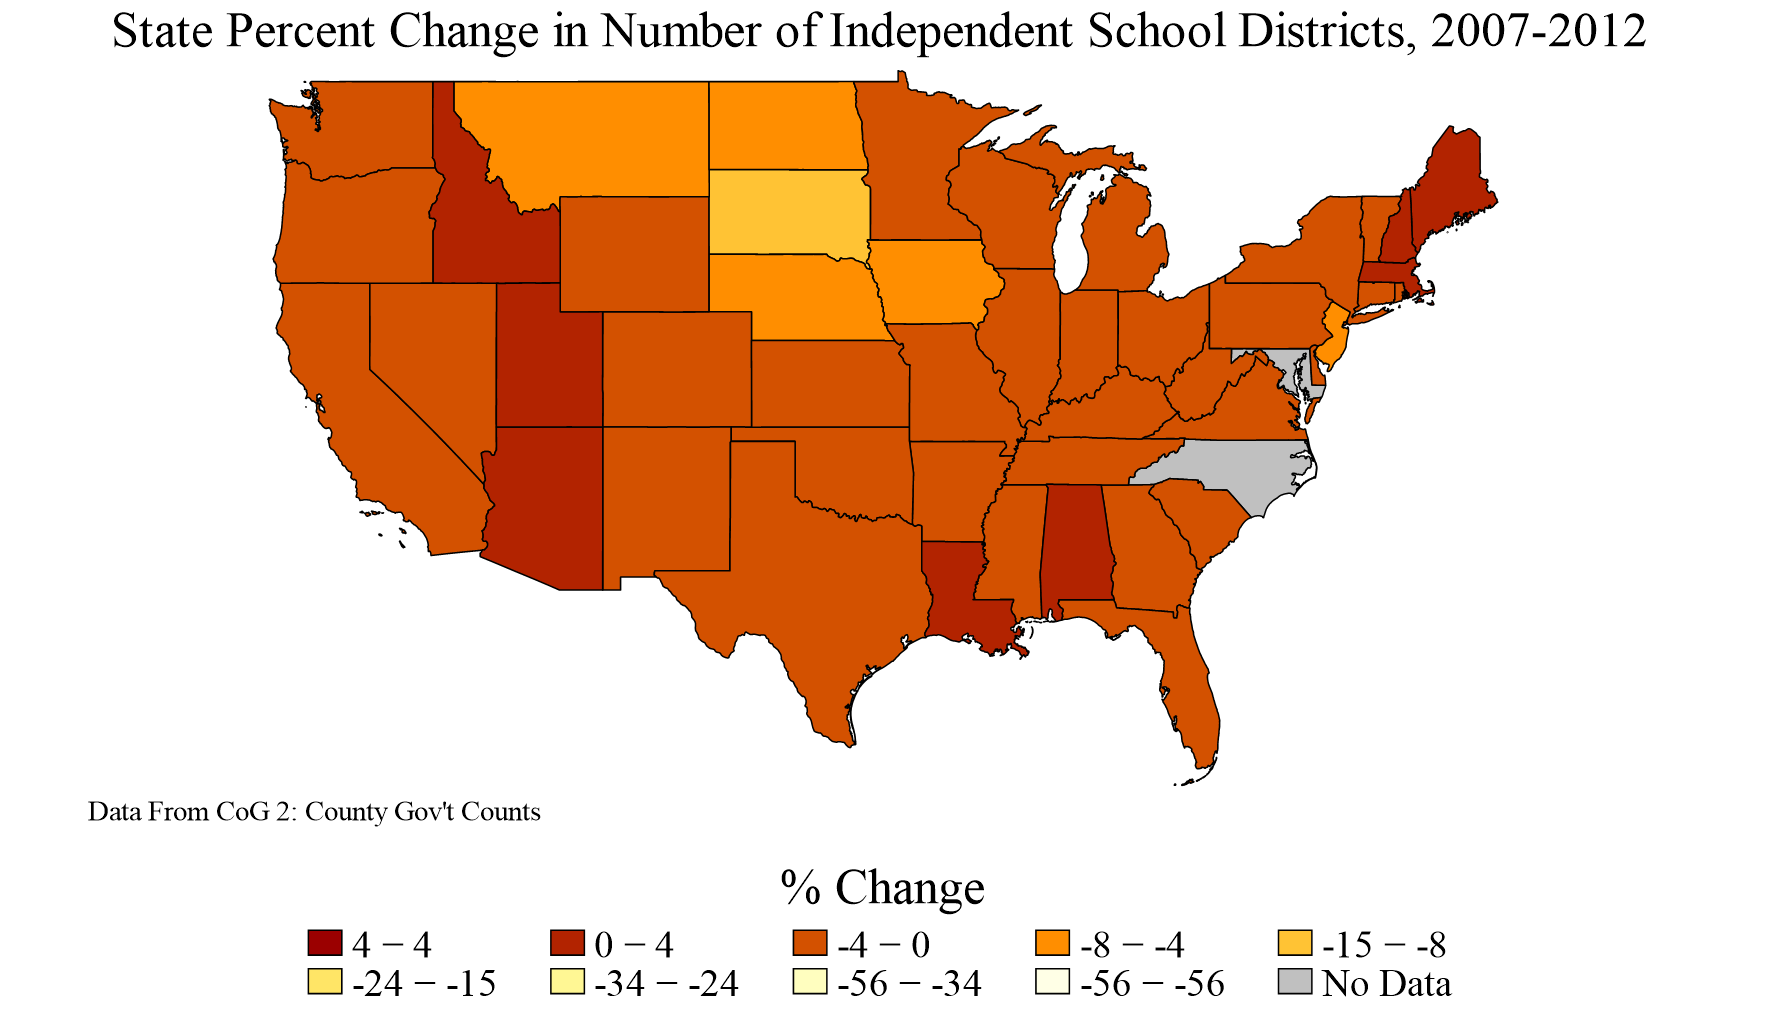 State Percent Change in Number of Independent School Districts, 2007-2012
Data From CoG 2: County Gov't Counts
% Change
4 − 4 0 − 4 -4 − 0 -8 − -4 -15 − -8
-24 − -15 -34 − -24 -56 − -34 -56 − -56 No Data